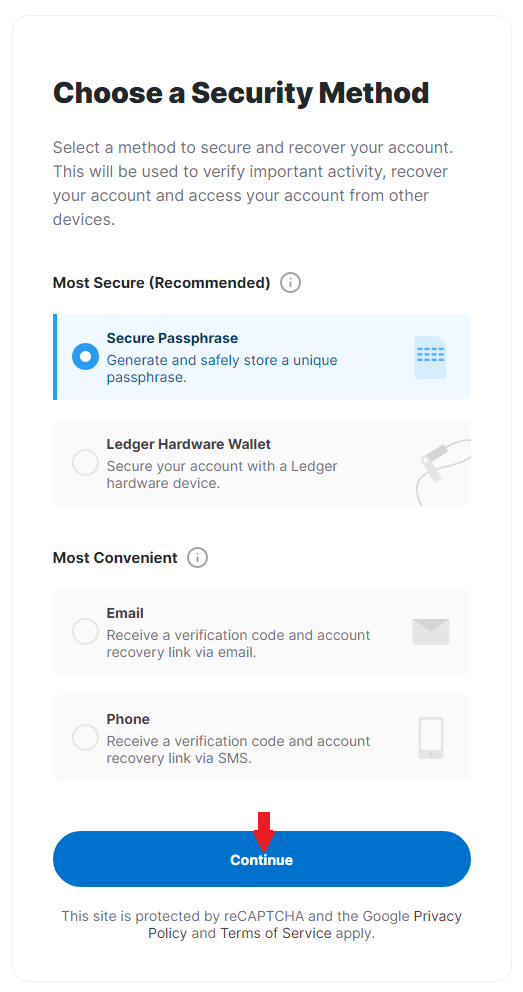 Choose a Security Method
Select a method to secure and recover your account.
This will be used to verify important activity, recover
your account and access your account from other
devices.
Most Secure (Recommended)
Secure Passphrase
Generate and safely store a unique
passphrase.
Ledger Hardware Wallet
Secure your account with a Ledger
hardware device.
Most Convenient
Email
Receive a verification code and account
recovery link via email.
Phone
Receive a verification code and account
recovery link via SMS.
Continue
This site is protected by reCAPTCHA and the Google Privacy
Policy and Terms of Service apply.